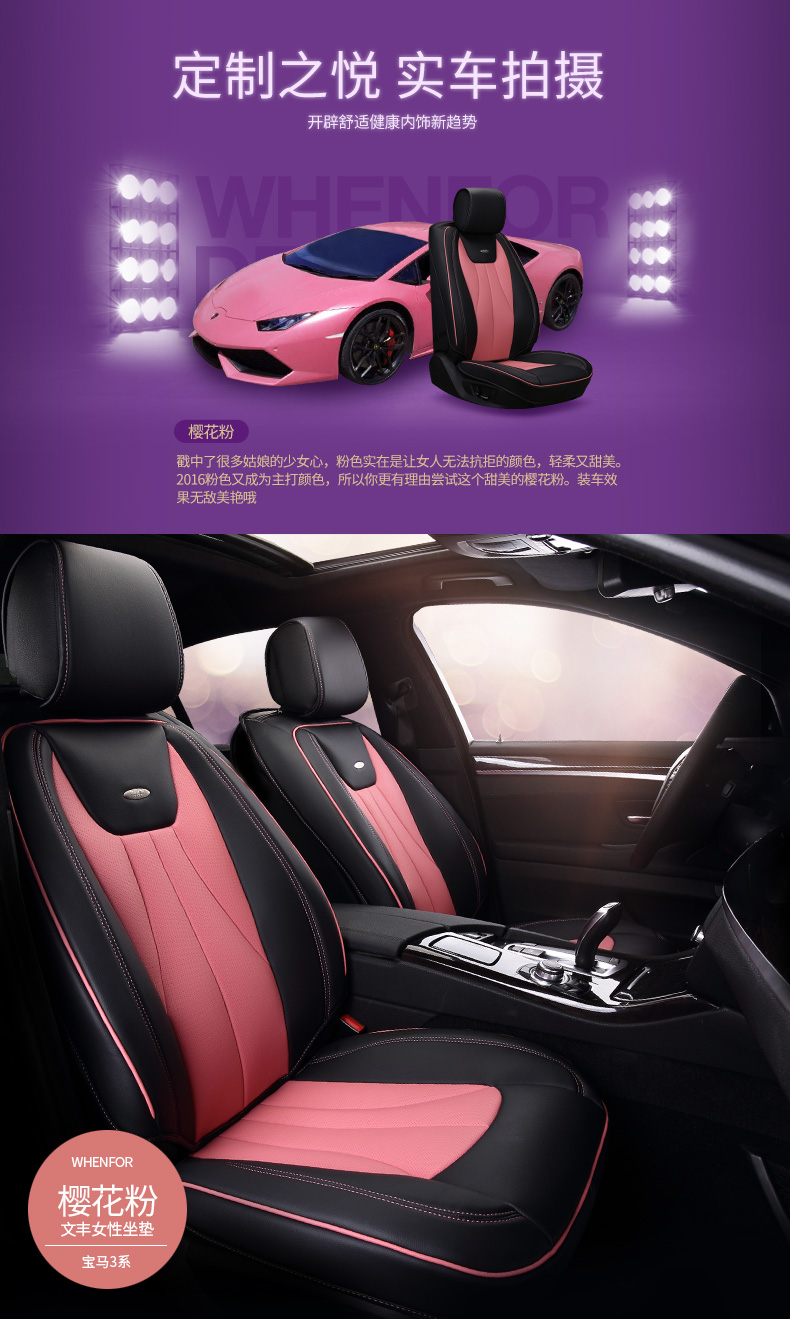 定制之悦 实车拍摄
开辟舒适健康内饰新趋势
WHENFOR
樱花粉
戳中了很多姑娘的少女心，粉色实在是让女人无法抗拒的颜色，轻柔又甜美。
2016粉色又成为主打颜色，所以你更有理由尝试这个甜美的樱花粉。装车效
果无敌美艳哦
WHENFOR
樱花粉
文丰女性坐垫
宝马3系